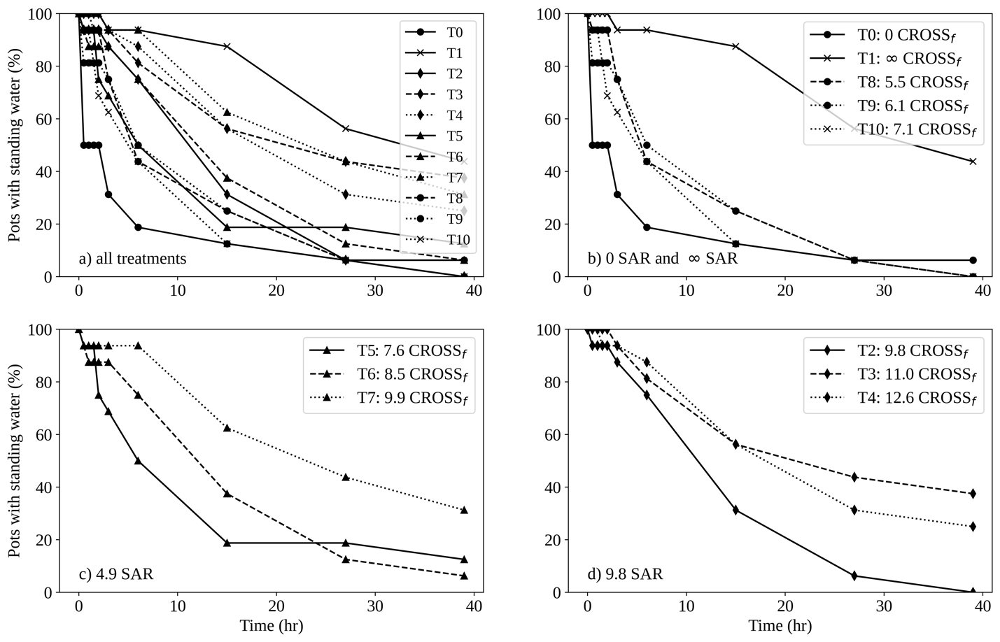 Pots with standing water (%)
100
80
60
40
20
0
0
10
20
30
40
T0
T1
T2
T3
T4
T5
T6
T7
T8
T9
T10
a) all treatments
100
80
60
40
20
0
0
10
20
30
40
T0: 0 CROSSf
T1: ∞ CROSSf
T8: 5.5 CROSSf
T9: 6.1 CROSSf
T10: 7.1 CROSSf
b) 0 SAR and ∞ SAR
Pots with standing water (%)
100
80
60
40
20
0
0
10
20
30
40
T5: 7.6 CROSSf
T6: 8.5 CROSSf
T7: 9.9 CROSSf
c) 4.9 SAR
Time (hr)
100
80
60
40
20
0
0
10
20
30
40
T2: 9.8 CROSSf
T3: 11.0 CROSSf
T4: 12.6 CROSSf
d) 9.8 SAR
Time (hr)